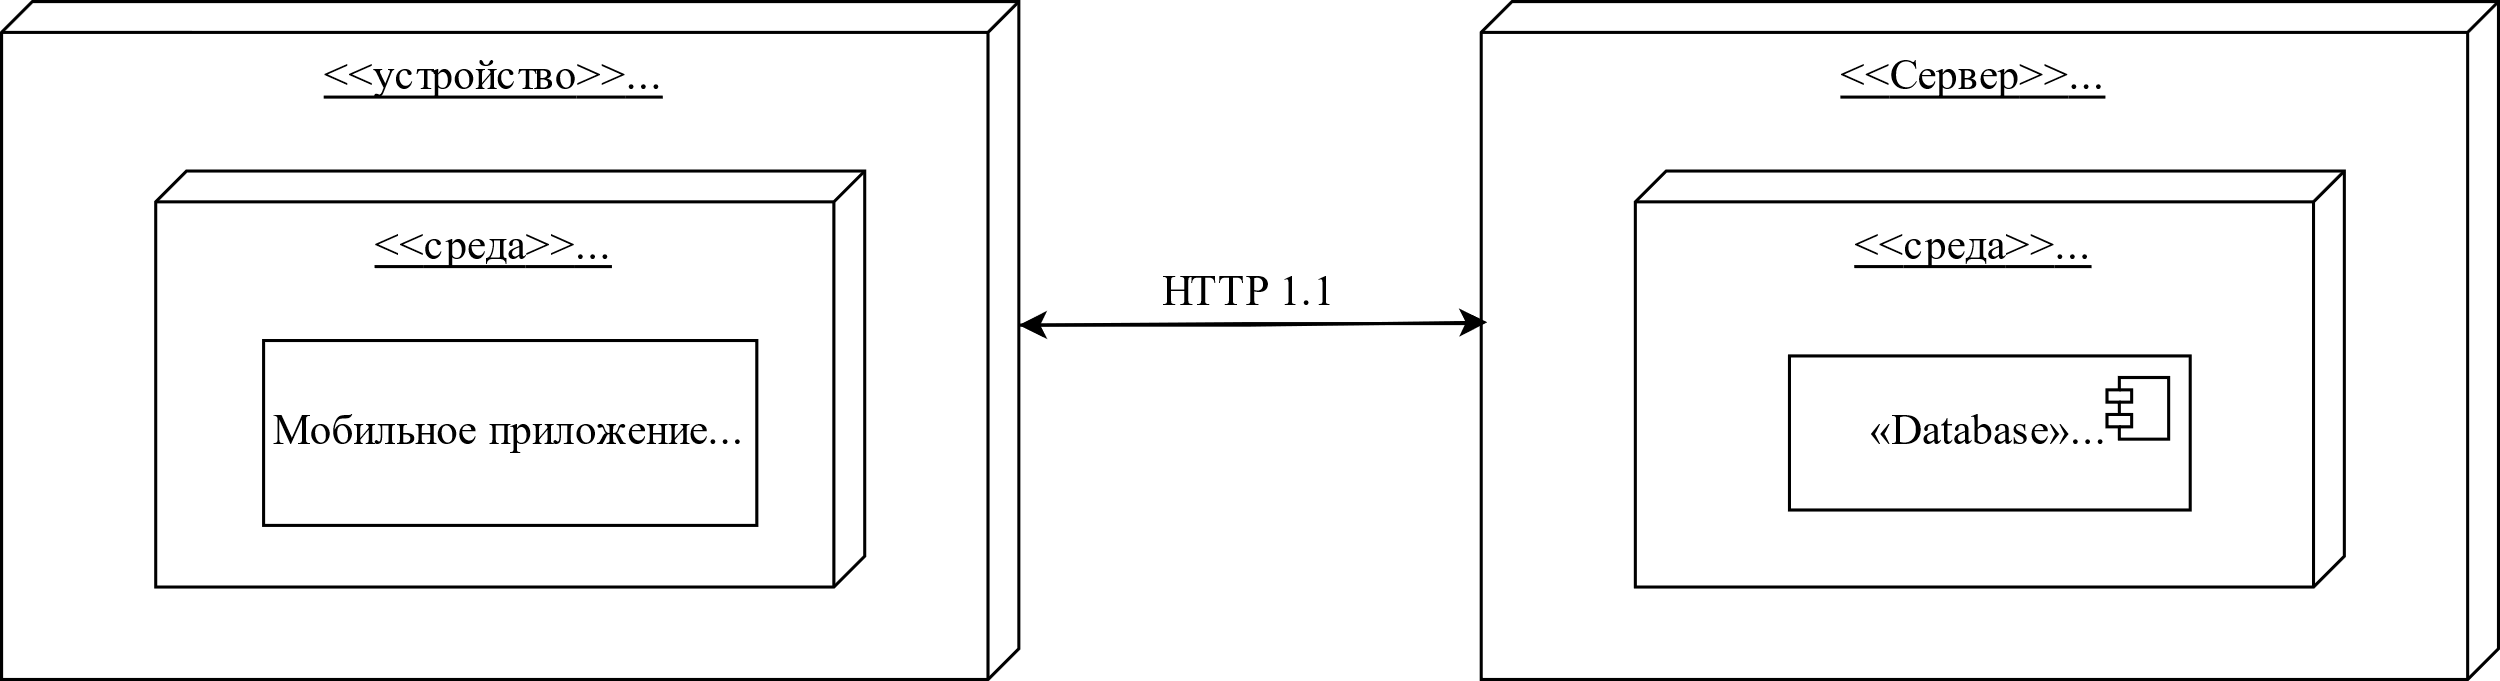 <<устройство>>...
<<Сервер>>...
<<среда>>...
<<среда>>...
HTTP 1.1
Мобильное приложение...
«Database»...